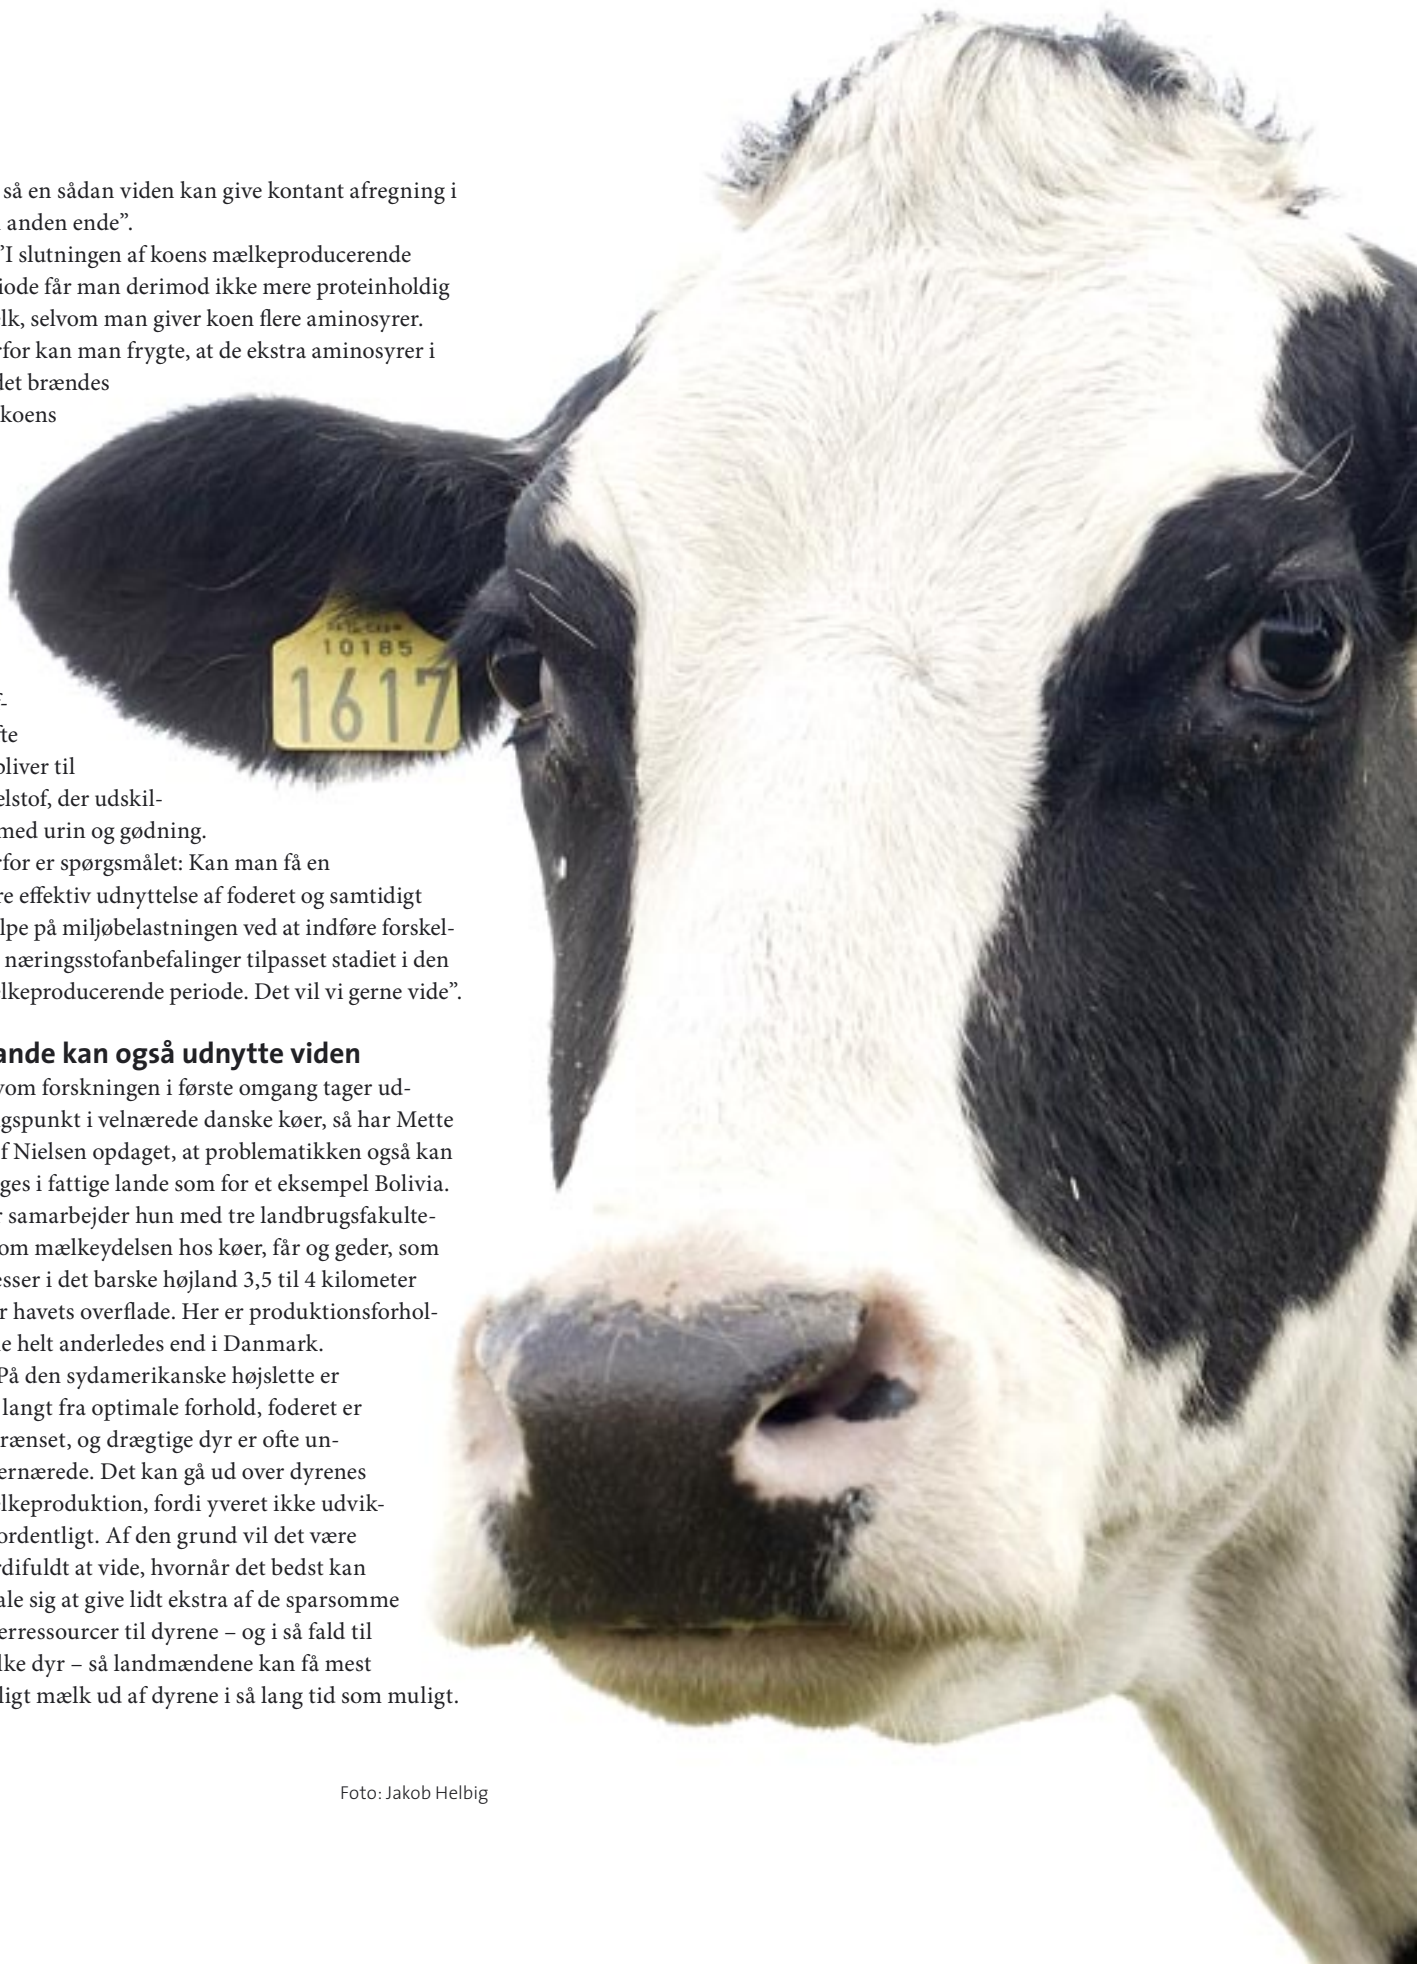 så en sådan viden kan give kontant afregning i
anden ende”.
”I slutningen af koens mælkeproducerende
iode får man derimod ikke mere proteinholdig
lk, selvom man giver koen flere aminosyrer.
rfor kan man frygte, at de ekstra aminosyrer i
det brændes
koens
f-
fte
bliver til
elstof, der udskil-
med urin og gødning.
rfor er spørgsmålet: Kan man få en
re effektiv udnyttelse af foderet og samtidigt
lpe på miljøbelastningen ved at indføre forskel-
næringsstofanbefalinger tilpasset stadiet i den
lkeproducerende periode. Det vil vi gerne vide”.
ande kan også udnytte viden
vom forskningen i første omgang tager ud-
gspunkt i velnærede danske køer, så har Mette
f Nielsen opdaget, at problematikken også kan
ges i fattige lande som for et eksempel Bolivia.
r samarbejder hun med tre landbrugsfakulte-
om mælkeydelsen hos køer, får og geder, som
esser i det barske højland 3,5 til 4 kilometer
r havets overflade. Her er produktionsforhol-
e helt anderledes end i Danmark.
På den sydamerikanske højslette er
langt fra optimale forhold, foderet er
rænset, og drægtige dyr er ofte un-
ernærede. Det kan gå ud over dyrenes
lkeproduktion, fordi yveret ikke udvik-
ordentligt. Af den grund vil det være
rdifuldt at vide, hvornår det bedst kan
ale sig at give lidt ekstra af de sparsomme
erressourcer til dyrene – og i så fald til
lke dyr – så landmændene kan få mest
ligt mælk ud af dyrene i så lang tid som muligt.
10185
1617
Foto: Jakob Helbig